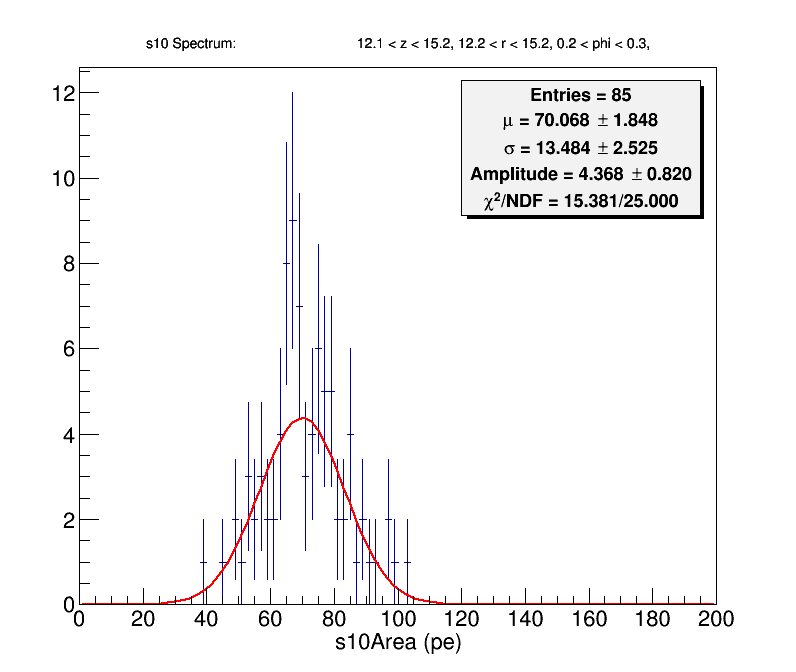 s10 Spectrum: 12.1 < z < 15.2, 12.2 < r < 15.2, 0.2 < phi < 0.3,
Entries = 85
μ = 70.068 ± 1.848
σ = 13.484 ± 2.525
Amplitude = 4.368 ± 0.820
χ²/NDF = 15.381/25.000
12
10
8
6
4
2
0
0 20 40 60 80 100 120 140 160 180 200
s10Area (pe)